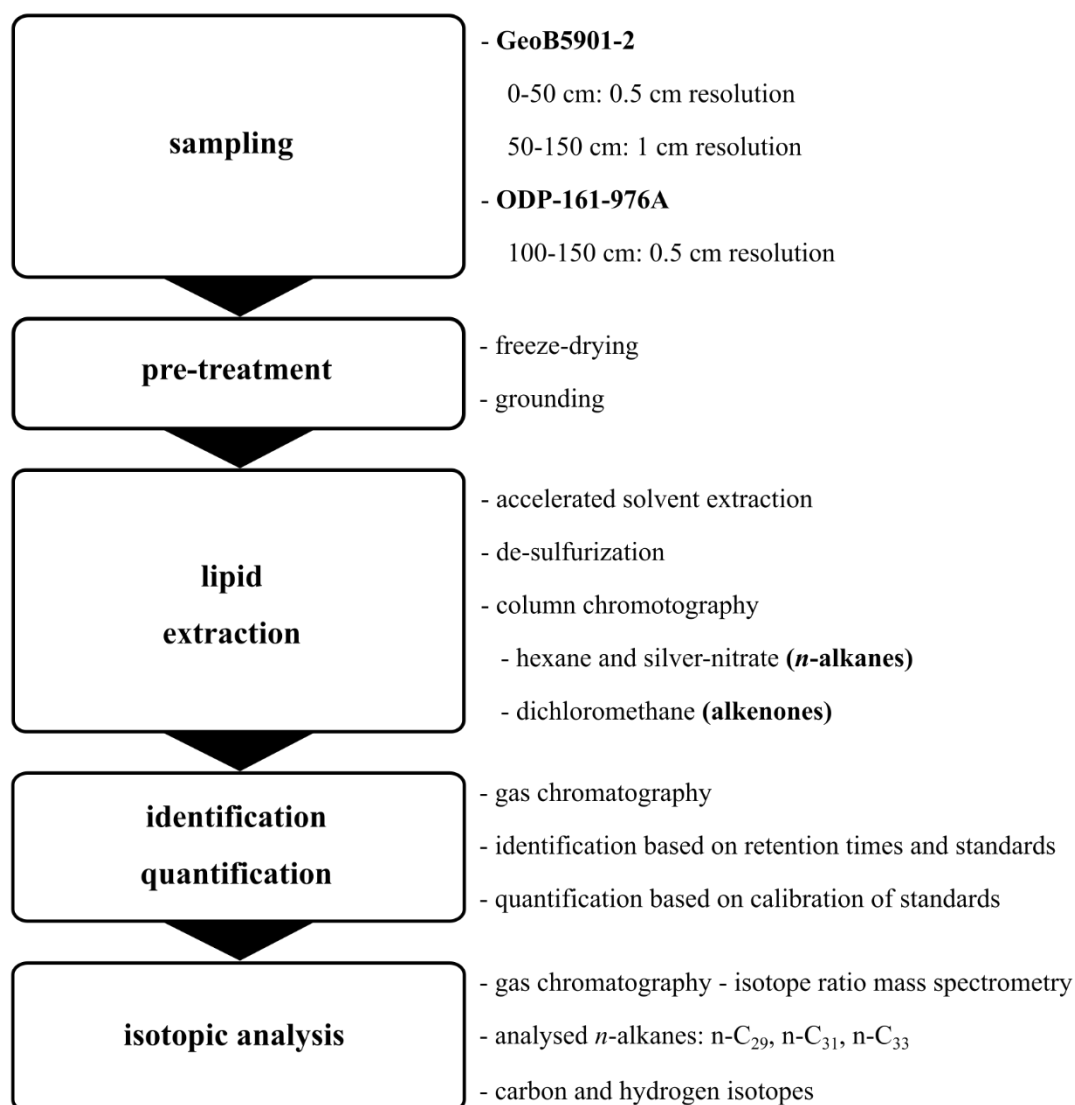 sampling
- GeoB5901-2
0-50 cm: 0.5 cm resolution
50-150 cm: 1 cm resolution
- ODP-161-976A
100-150 cm: 0.5 cm resolution
pre-treatment
- freeze-drying
- grounding
lipid
extraction
- accelerated solvent extraction
- de-sulfurization
- column chromotography
- hexane and silver-nitrate (n-alkanes)
- dichloromethane (alkenones)
identification
quantification
- gas chromatography
- identification based on retention times and standards
- quantification based on calibration of standards
isotopic analysis
- gas chromatography - isotope ratio mass spectrometry
- analysed n-alkanes: n-C₂₉, n-C₃₁, n-C₃₃
- carbon and hydrogen isotopes